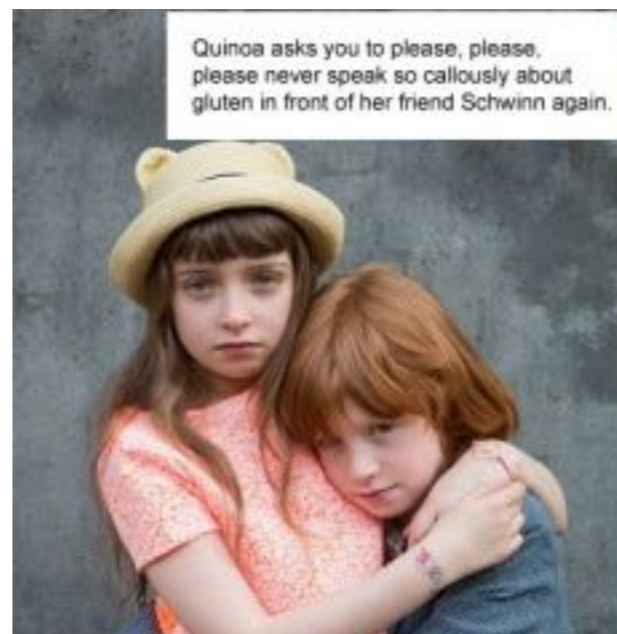 Quinoa asks you to please, please,
please never speak so callously about
gluten in front of her friend Schwinn again.